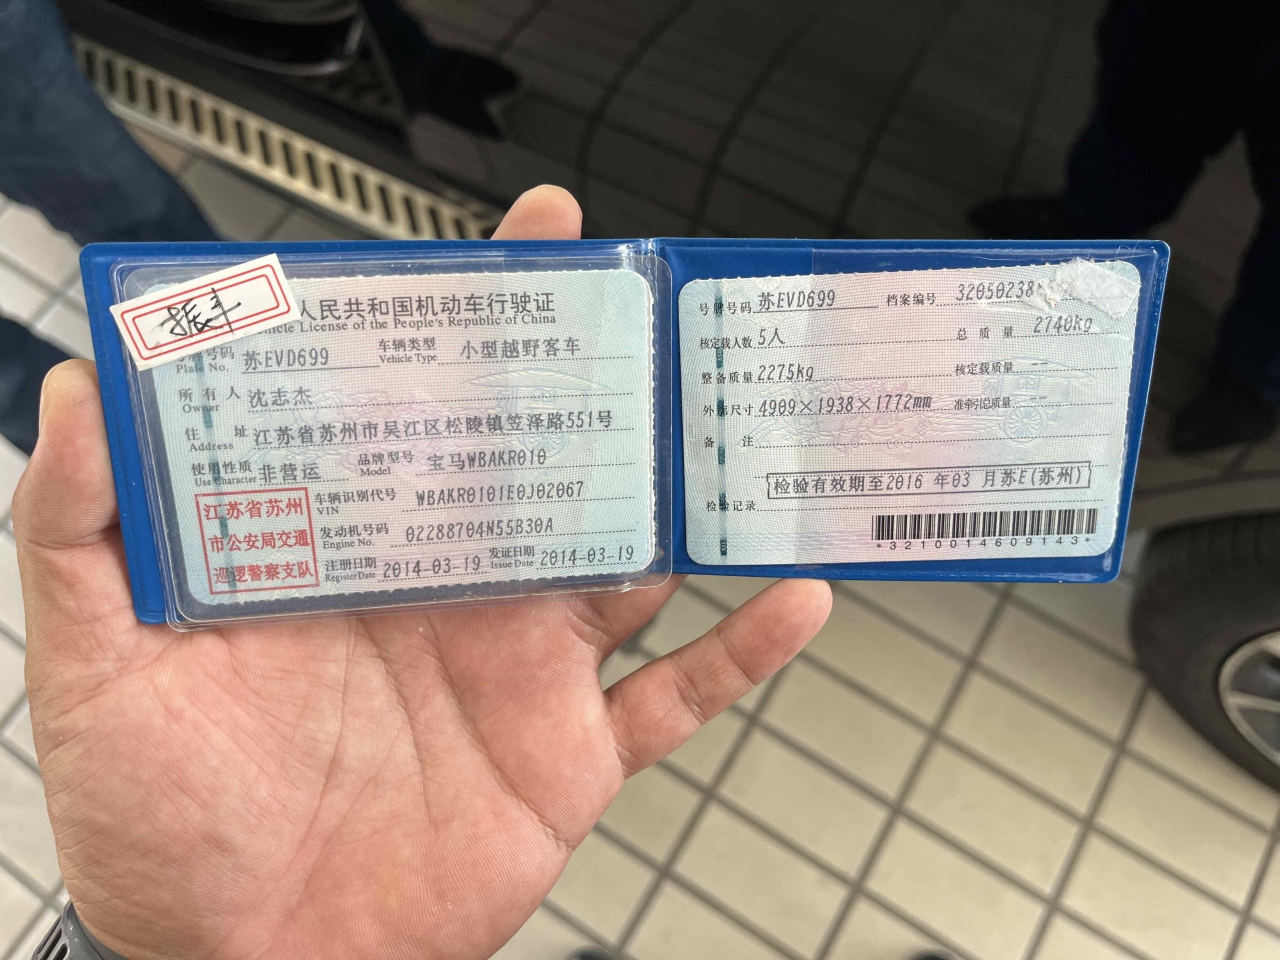 振丰
人民共和国机动车行驶证
hicle License of the People's Republic of China
号牌号码 Plate No. 苏EVD699 车辆类型 Vehicle Type 小型越野客车
所有人 Owner 沈志杰
住址 Address 江苏省苏州市吴江区松陵镇笠泽路551号
使用性质 Use Character 非营运 品牌型号 Model 宝马WBAKR010
江苏省苏州
市公安局交通
巡逻警察支队
车辆识别代号 VIN WBAKR0101E0J02067
发动机号码 Engine No. 02288704N55B30A
注册日期 Register Date 2014-03-19 发证日期 Issue Date 2014-03-19
号牌号码 苏EVD699 档案编号 32050238
核定载人数 5人 总质量 2740kg
整备质量 2275kg 核定载质量 --
外廓尺寸 4909×1938×1772mm 准牵引总质量
备注
检验有效期至2016 年03 月苏E(苏州)
检验记录
*3210014609143*